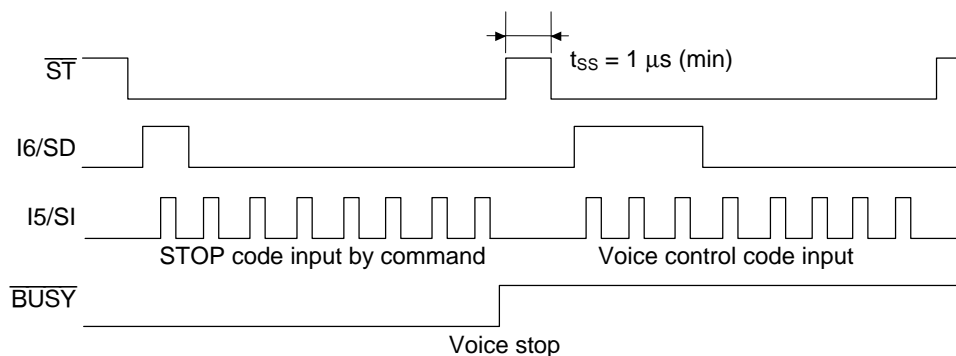 ST
tSS = 1 μs (min)
I6/SD
I5/SI
STOP code input by command
Voice control code input
BUSY
Voice stop